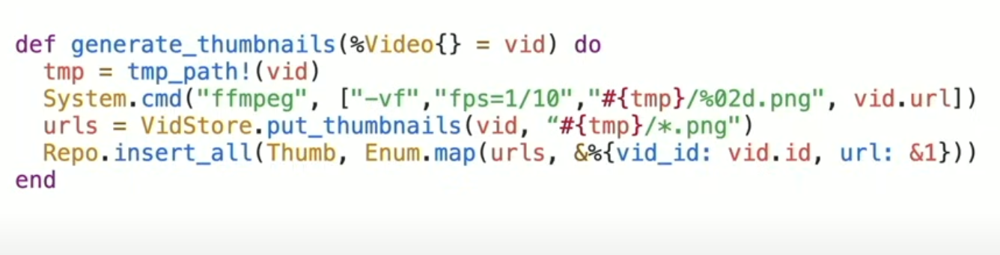 def generate_thumbnails(%Video{} = vid) do
  tmp = tmp_path!(vid)
  System.cmd("ffmpeg", ["-vf","fps=1/10","#{tmp}/%02d.png", vid.url])
  urls = VidStore.put_thumbnails(vid, “#{tmp}/*.png")
  Repo.insert_all(Thumb, Enum.map(urls, &%{vid_id: vid.id, url: &1}))
end